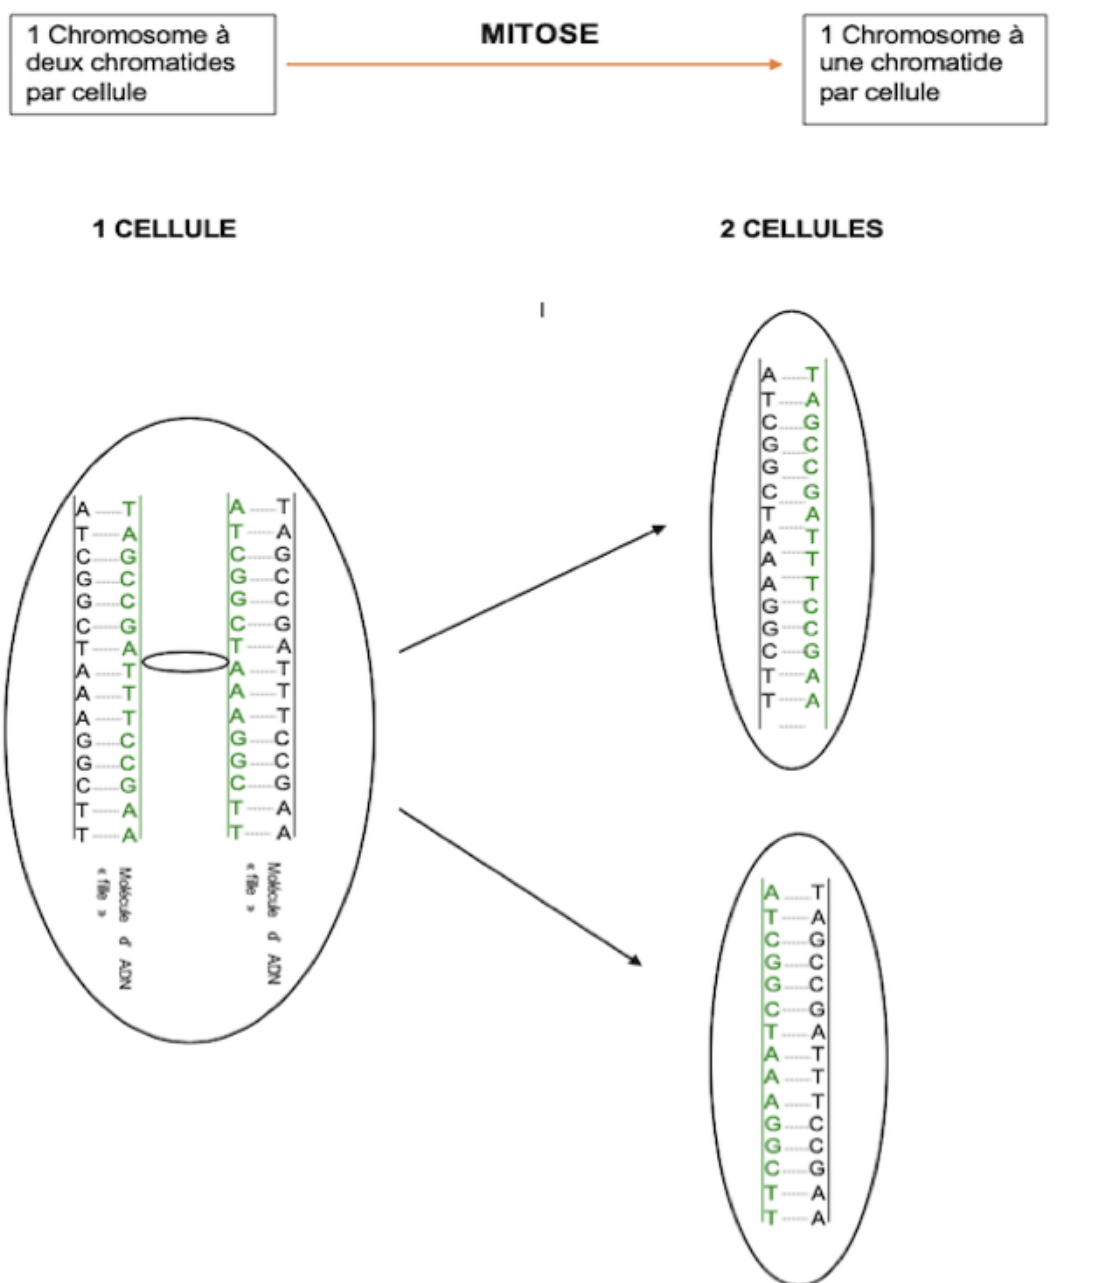 1 Chromosome à
deux chromatides
par cellule
MITOSE
1 Chromosome à
une chromatide
par cellule
1 CELLULE
2 CELLULES
A T
T A
C G
G C
G C
C G
T A
A T
A T
A T
G C
G C
C G
T A
T A
A T
T A
C G
G C
G C
C G
T A
A T
A T
A T
G C
G C
C G
T A
T A
Molécule d' ADN
« fille »
Molécule d' ADN
« fille »
A T
T A
C G
G C
G C
C G
T A
A T
A T
A T
G C
G C
C G
T A
T A
A T
T A
C G
G C
G C
C G
T A
A T
A T
A T
G C
G C
C G
T A
T A